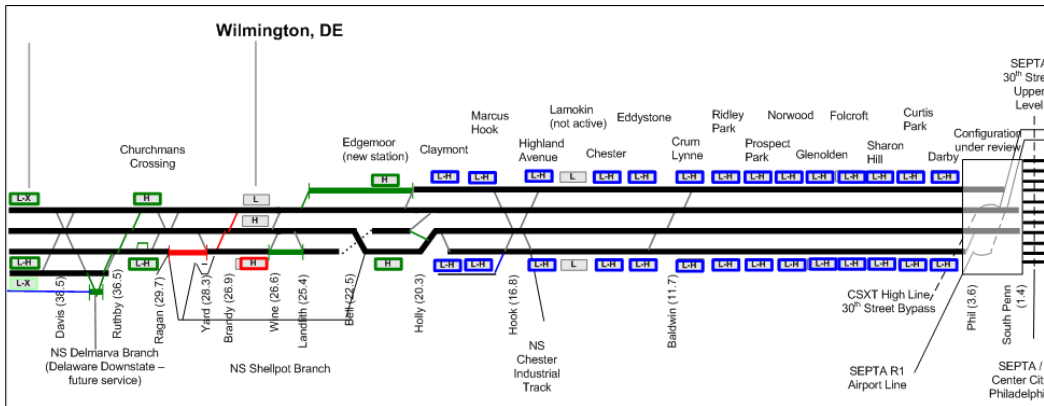 Wilmington, DE
SEPTA
30th Stre
Upper
Level
Marcus
Hook
Lamokin
(not active)
Eddystone
Ridley
Park
Norwood
Folcroft
Curtis
Park
Churchmans
Crossing
Edgemoor
(new station)
Claymont
Highland
Avenue
Chester
Crum
Lynne
Prospect
Park
Glenolden
Sharon
Hill
Darby
Configuration
under review
H
L-H
L-H
L-H
L
L-H
L-H
L-H
L-H
L-H
L-H
L-H
L-H
L-H
L-H
L-X
H
L
H
L-H
L-H
H
H
L-H
L-H
L-H
L
L-H
L-H
L-H
L-H
L-H
L-H
L-H
L-H
L-H
L-H
L-X
Davis (38.5)
Ruthby (36.5)
Ragan (29.7)
Yard (28.3)
Brandy (26.9)
Wine (26.6)
Landlith (25.4)
Bell (22.5)
Holly (20.3)
Hook (16.8)
Baldwin (11.7)
Phil (3.6)
South Penn
(1.4)
CSXT High Line
30th Street Bypass
NS Delmarva Branch
(Delaware Downstate –
future service)
NS Shellpot Branch
NS
Chester
Industrial
Track
SEPTA R1
Airport Line
SEPTA /
Center Cit
Philadelphi